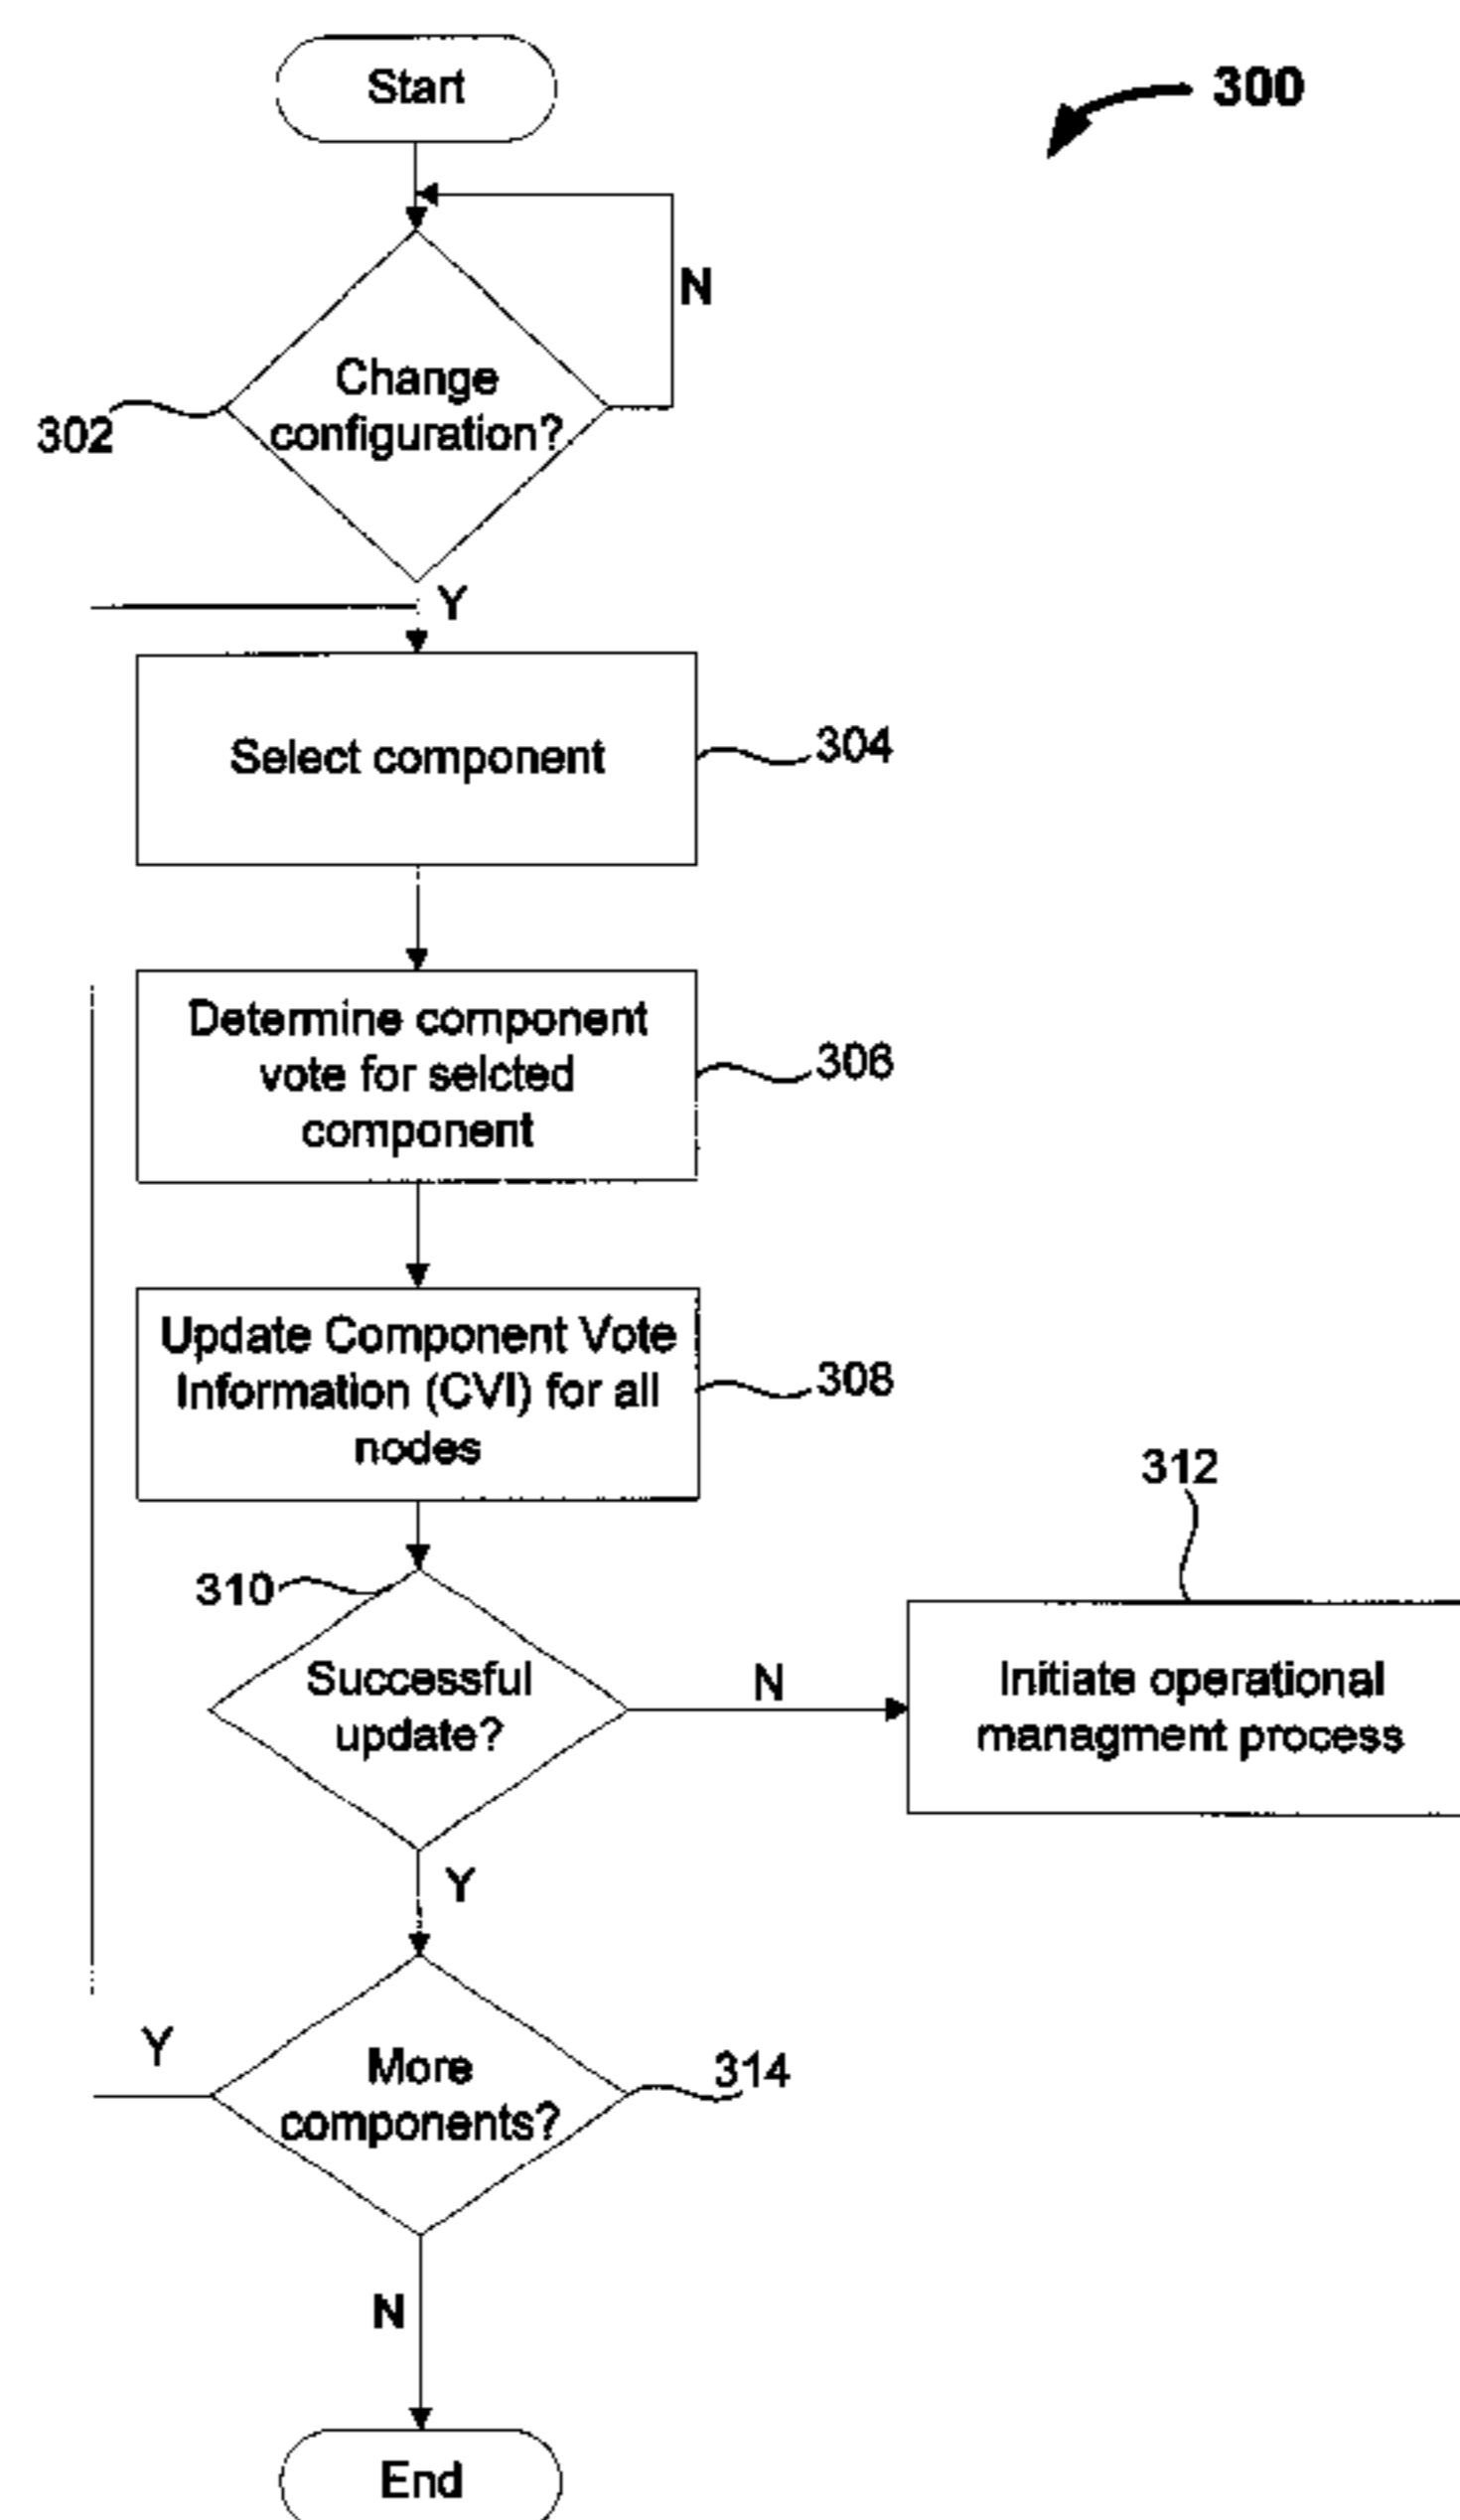 Start
300
N
Change
configuration?
302
Y
Select component
304
Determine component
vote for selcted
component
306
Update Component Vote
Information (CVI) for all
nodes
308
312
310
Successful
update?
N
Initiate operational
managment process
Y
Y
More
components?
314
N
End